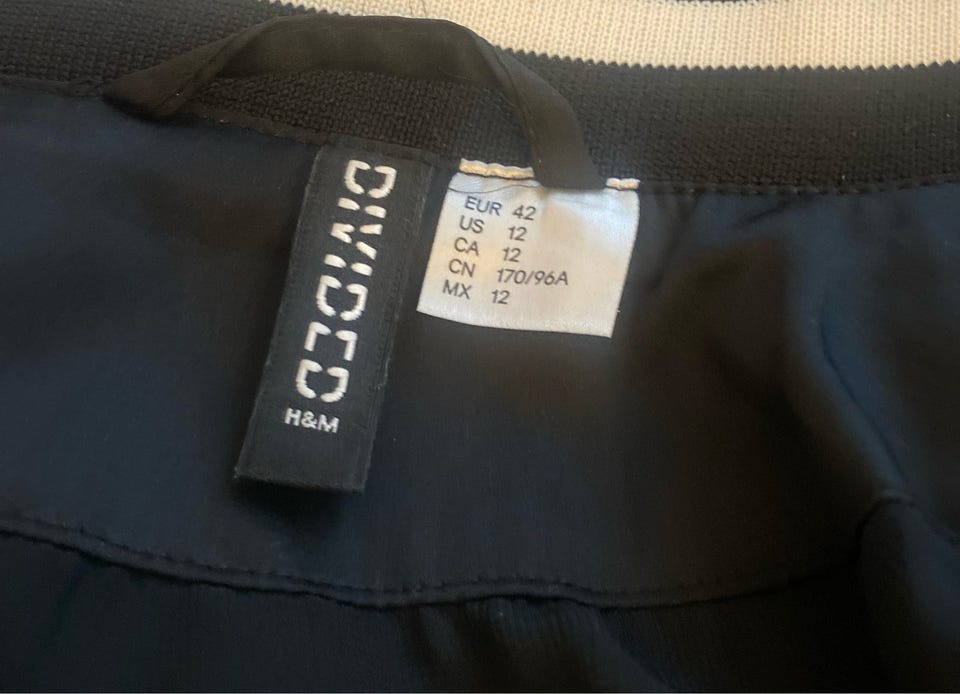 DIVIDED
H&M
EUR 42
US 12
CA 12
CN 170/96A
MX 12